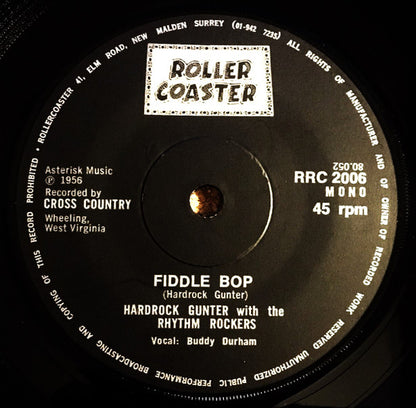 ROLLER
COASTER
Asterisk Music
℗ 1956
Recorded by
CROSS COUNTRY
Wheeling,
West Virginia
80.052
RRC 2006
MONO
45 rpm
FIDDLE BOP
(Hardrock Gunter)
HARDROCK GUNTER with the
RHYTHM ROCKERS
Vocal: Buddy Durham
ROLLERCOASTER 41, ELM ROAD, NEW MALDEN SURREY (01-942 7235) ALL RIGHTS OF MANUFACTURER AND OF OWNER OF RECORDED WORK RESERVED UNAUTHORIZED PUBLIC PERFORMANCE BROADCASTING AND COPYING OF THIS RECORD PROHIBITED •